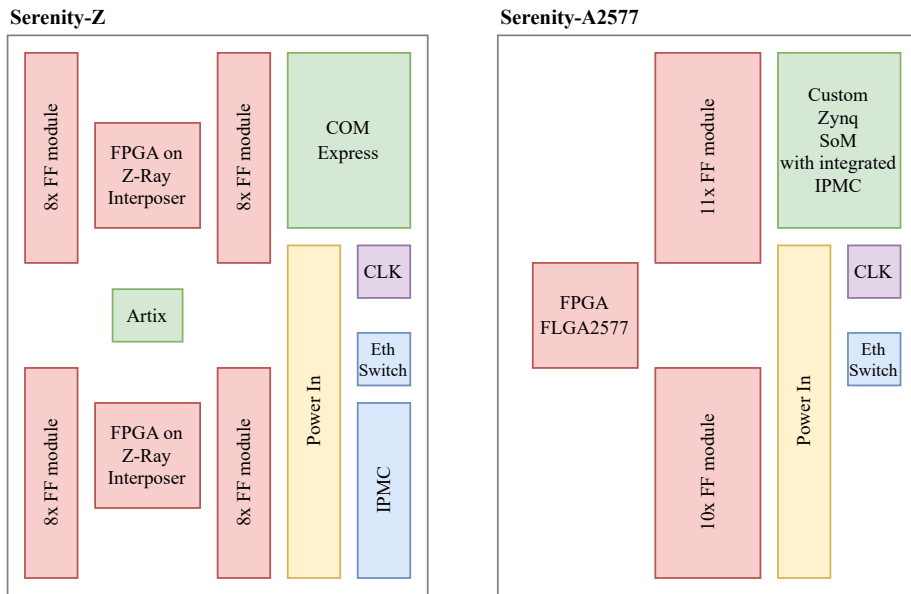 Serenity-Z
8x FF module
FPGA on
Z-Ray
Interposer
8x FF module
COM
Express
Artix
CLK
Eth
Switch
Power In
8x FF module
FPGA on
Z-Ray
Interposer
8x FF module
IPMC
Serenity-A2577
11x FF module
Custom
Zynq
SoM
with integrated
IPMC
FPGA
FLGA2577
CLK
Eth
Switch
Power In
10x FF module